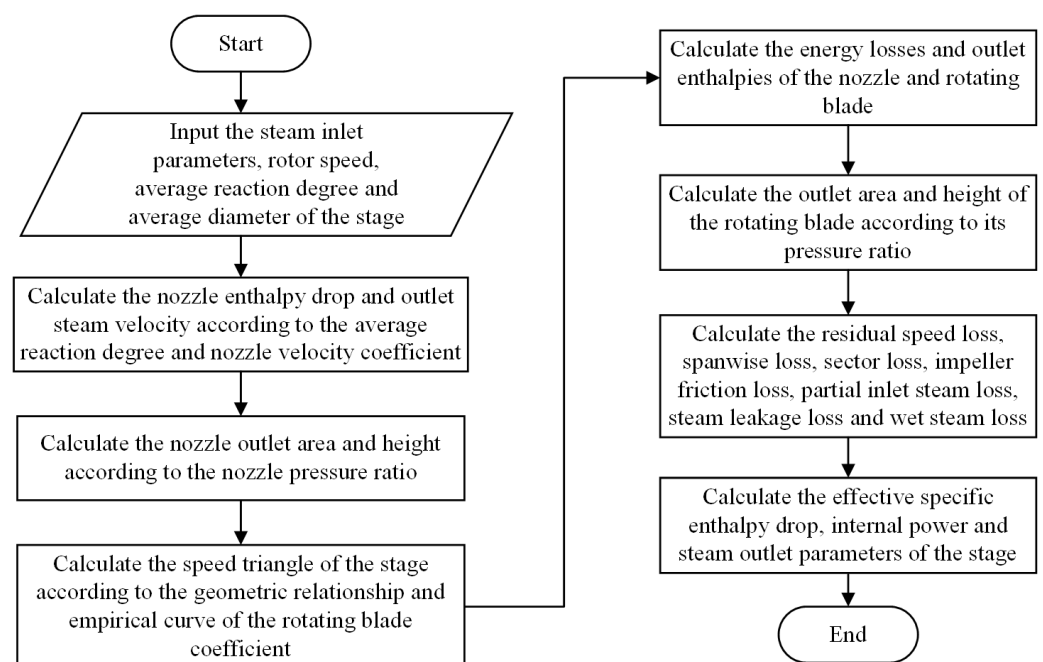 Start
Input the steam inlet
parameters, rotor speed,
average reaction degree and
average diameter of the stage
Calculate the nozzle enthalpy drop and outlet
steam velocity according to the average
reaction degree and nozzle velocity coefficient
Calculate the nozzle outlet area and height
according to the nozzle pressure ratio
Calculate the speed triangle of the stage
according to the geometric relationship and
empirical curve of the rotating blade
coefficient
Calculate the energy losses and outlet
enthalpies of the nozzle and rotating
blade
Calculate the outlet area and height of
the rotating blade according to its
pressure ratio
Calculate the residual speed loss,
spanwise loss, sector loss, impeller
friction loss, partial inlet steam loss,
steam leakage loss and wet steam loss
Calculate the effective specific
enthalpy drop, internal power and
steam outlet parameters of the stage
End